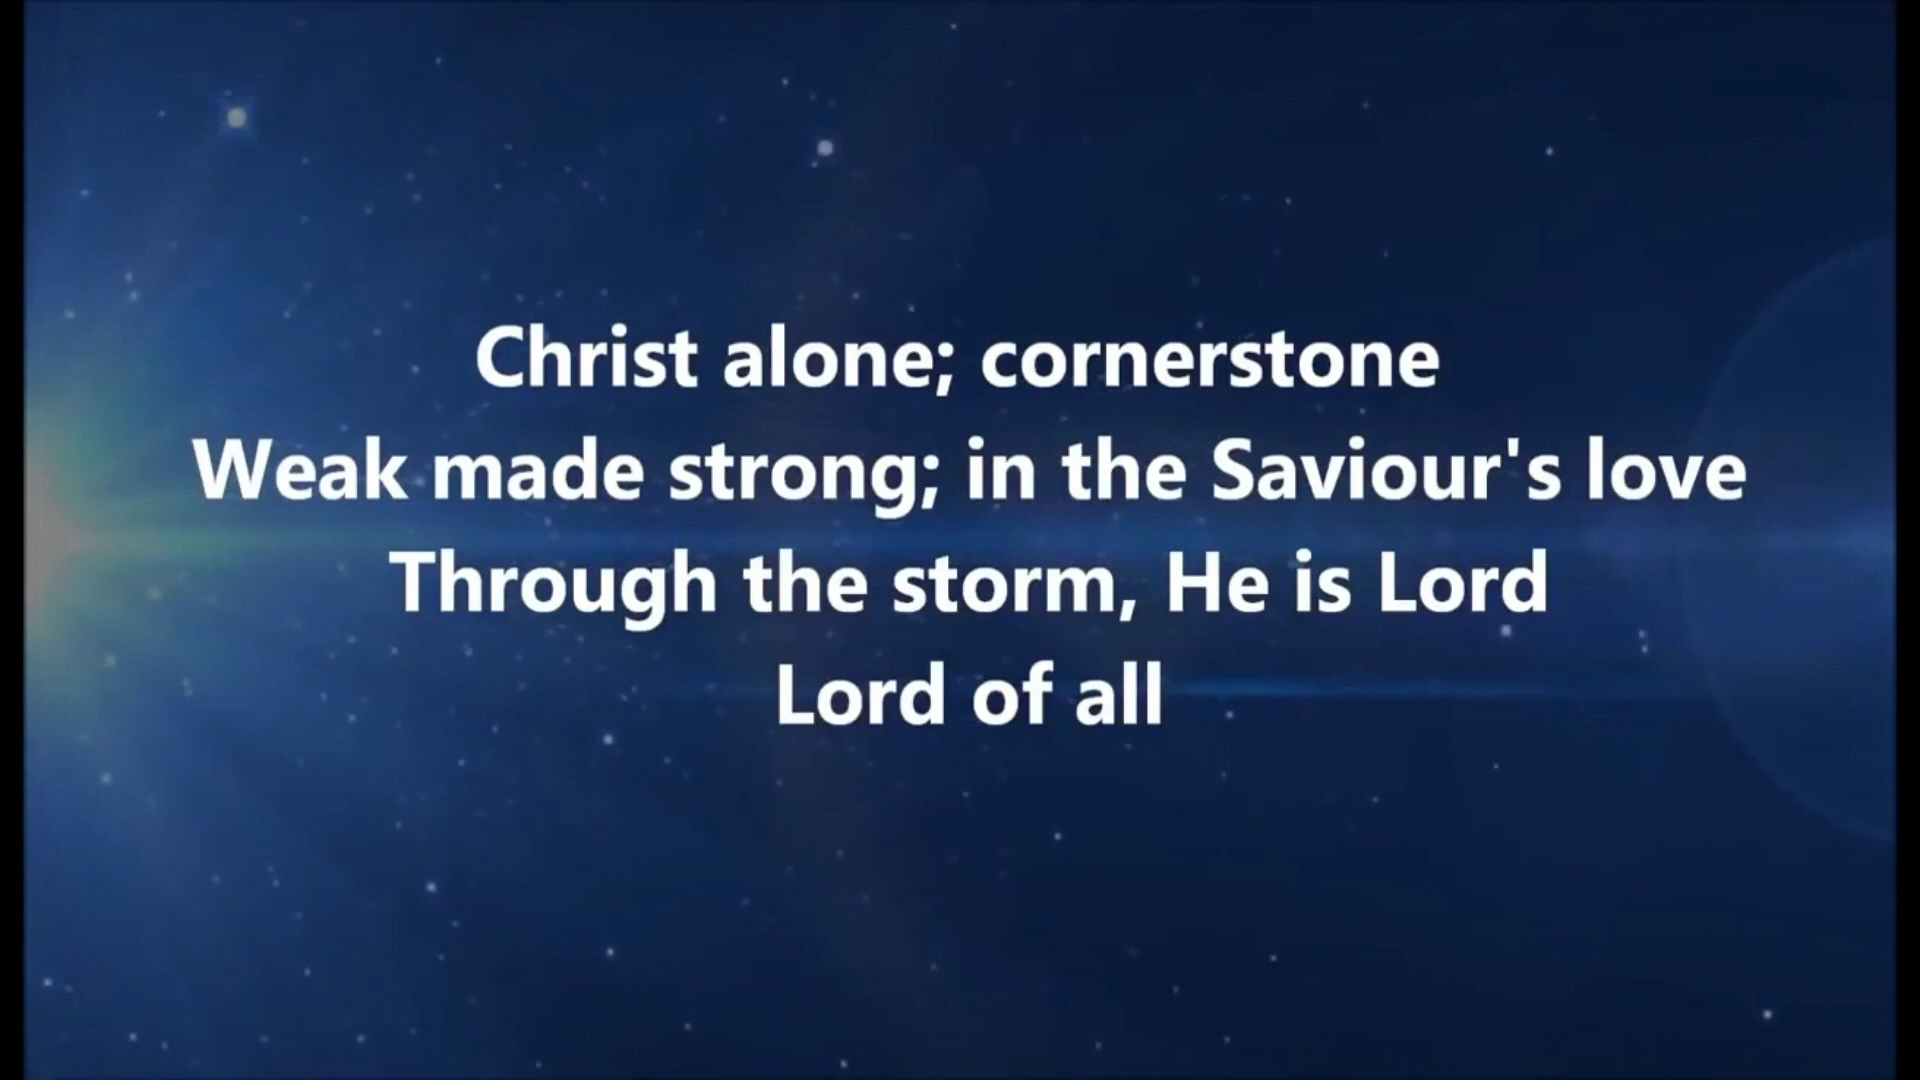 Christ alone; cornerstone
Weak made strong; in the Saviour's love
Through the storm, He is Lord
Lord of all